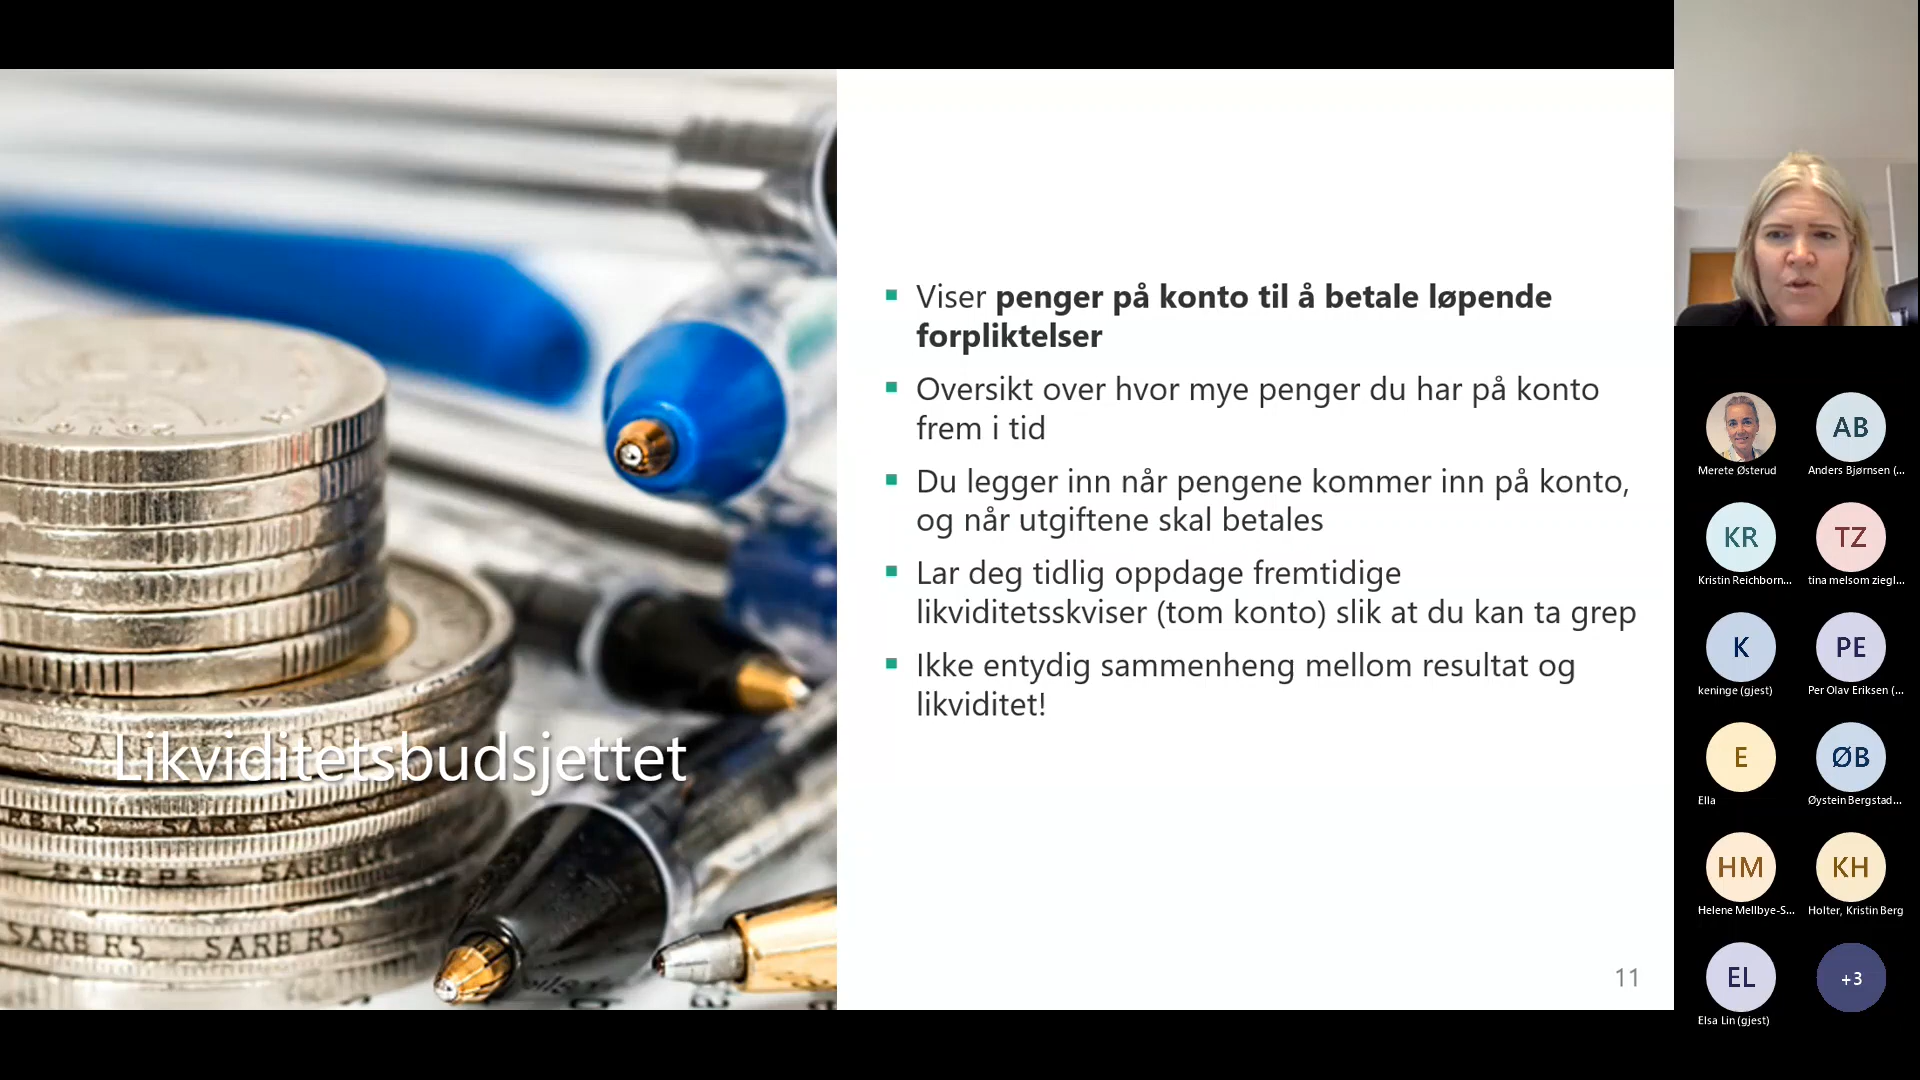 Viser penger på konto til å betale løpende
forpliktelser
Oversikt over hvor mye penger du har på konto
frem i tid
Du legger inn når pengene kommer inn på konto,
og når utgiftene skal betales
Lar deg tidlig oppdage fremtidige
likviditetsskviser (tom konto) slik at du kan ta grep
Ikke entydig sammenheng mellom resultat og
likviditet!
Likviditetsbudsjettet
SARB R5
SARB R5
11
Merete Østerud
AB
Anders Bjørnsen (...
KR
Kristin Reichborn...
TZ
tina melsom ziegl...
K
keninge (gjest)
PE
Per Olav Eriksen (...
E
Ella
ØB
Øystein Bergstad...
HM
Helene Mellbye-S...
KH
Holter, Kristin Berg
EL
Elsa Lin (gjest)
+3